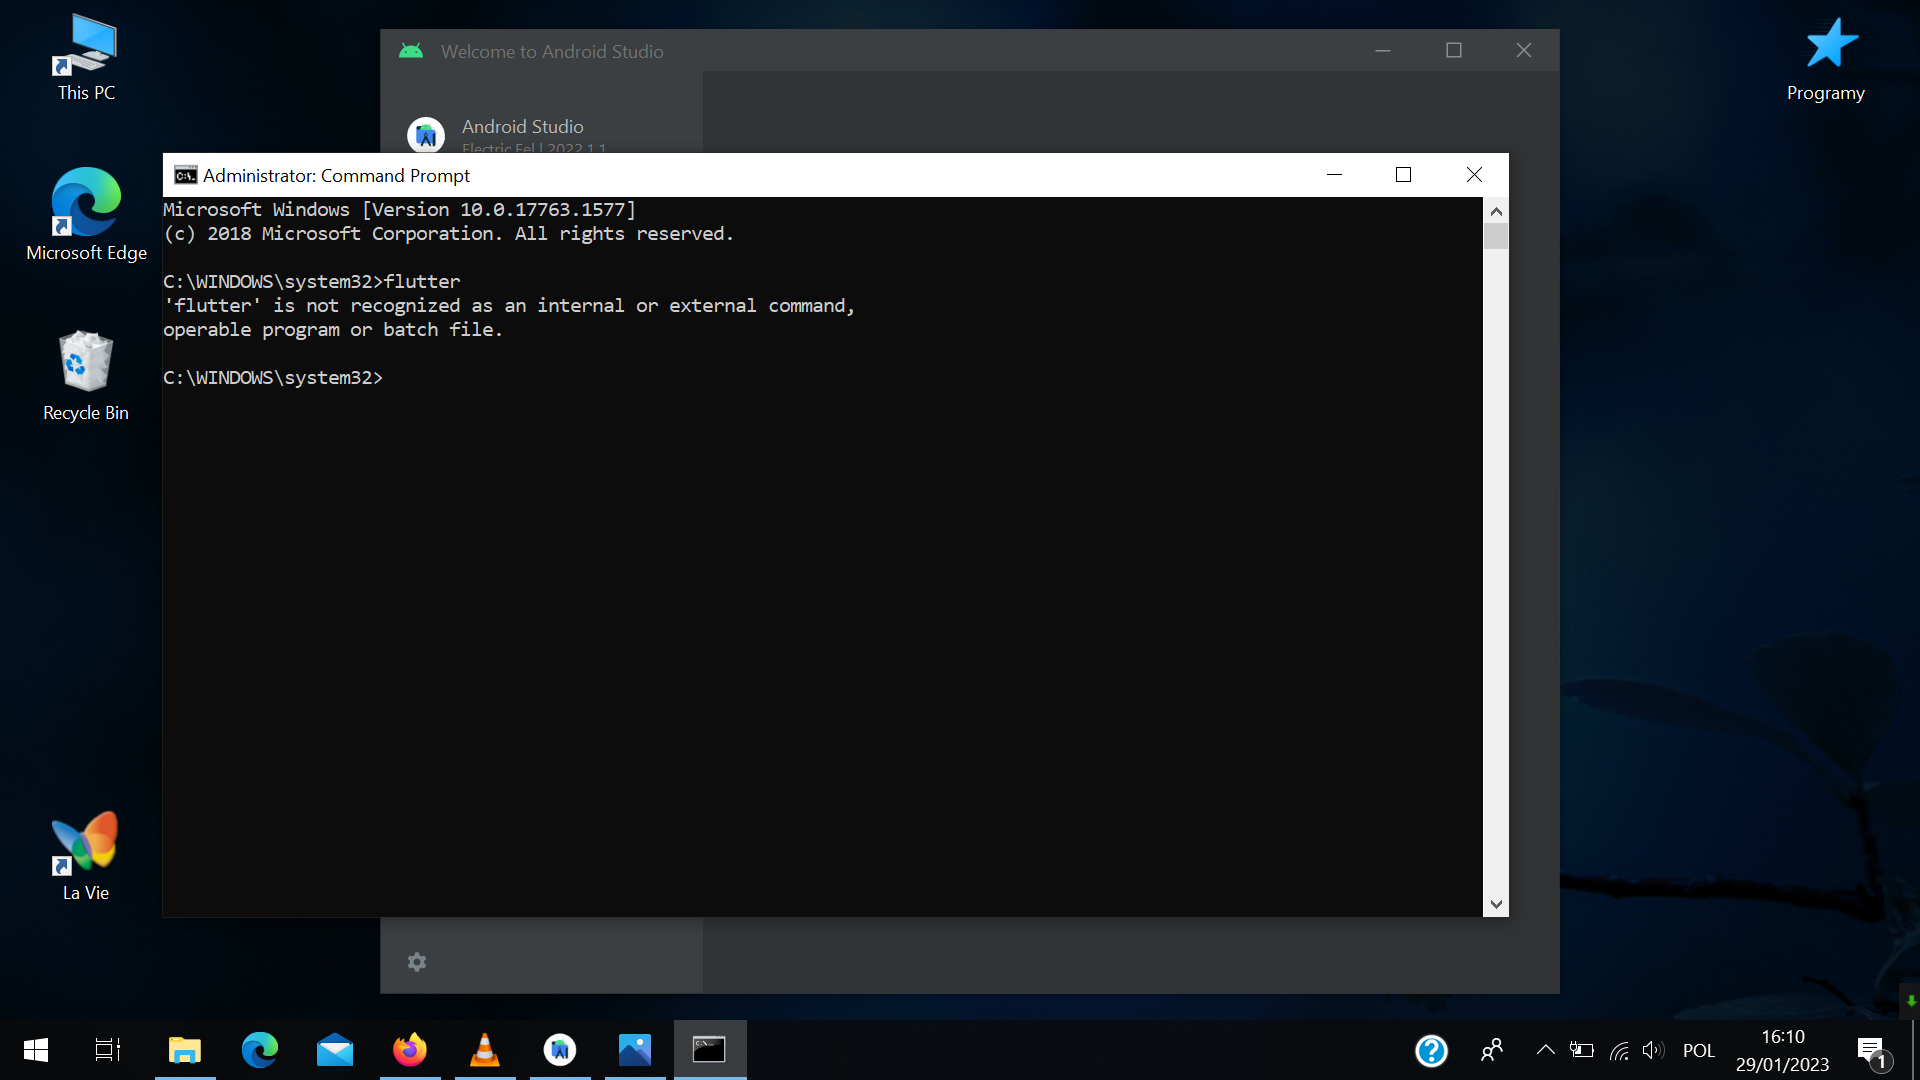 This PC
Microsoft Edge
Recycle Bin
La Vie
Programy
Welcome to Android Studio
Android Studio
Electric Eel | 2022.1.1
Administrator: Command Prompt
Microsoft Windows [Version 10.0.17763.1577]
(c) 2018 Microsoft Corporation. All rights reserved.
C:\WINDOWS\system32>flutter
'flutter' is not recognized as an internal or external command,
operable program or batch file.
C:\WINDOWS\system32>
POL
16:10
29/01/2023
1